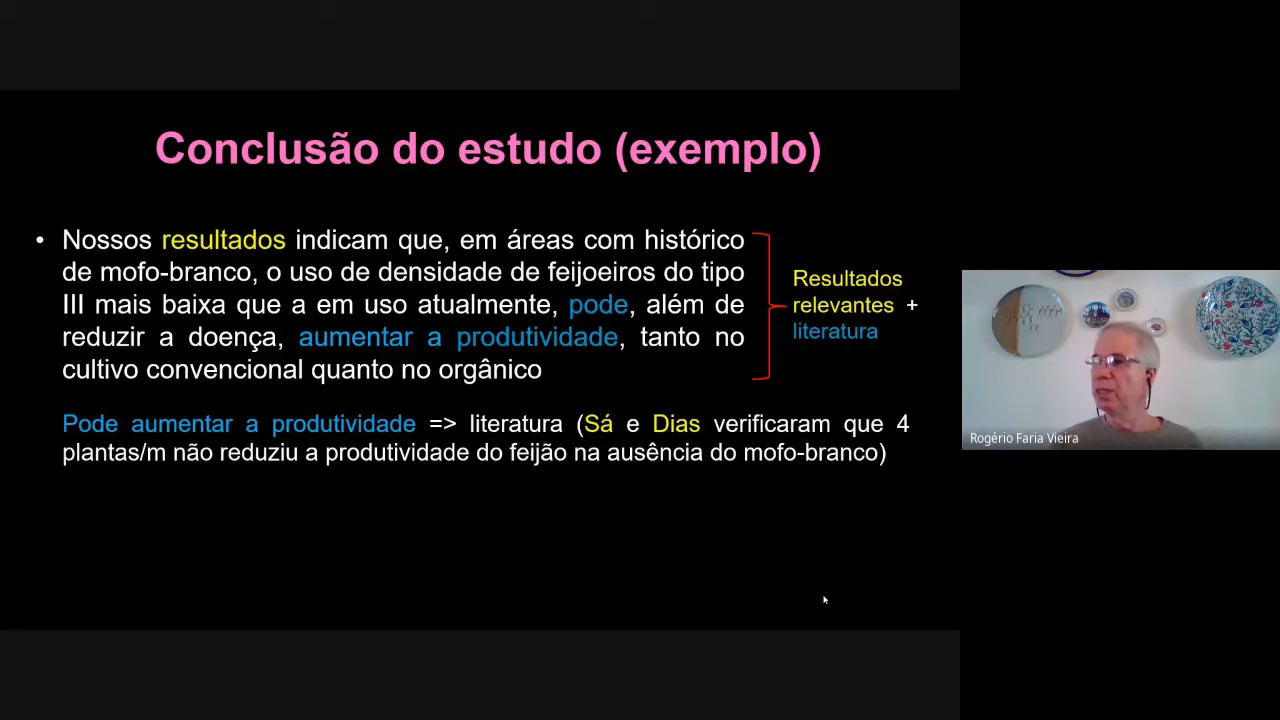 Conclusão do estudo (exemplo)
• Nossos resultados indicam que, em áreas com histórico
de mofo-branco, o uso de densidade de feijoeiros do tipo
III mais baixa que a em uso atualmente, pode, além de
reduzir a doença, aumentar a produtividade, tanto no
cultivo convencional quanto no orgânico
Resultados
relevantes +
literatura
Pode aumentar a produtividade => literatura (Sá e Dias verificaram que 4
plantas/m não reduziu a produtividade do feijão na ausência do mofo-branco)
Rogério Faria Vieira